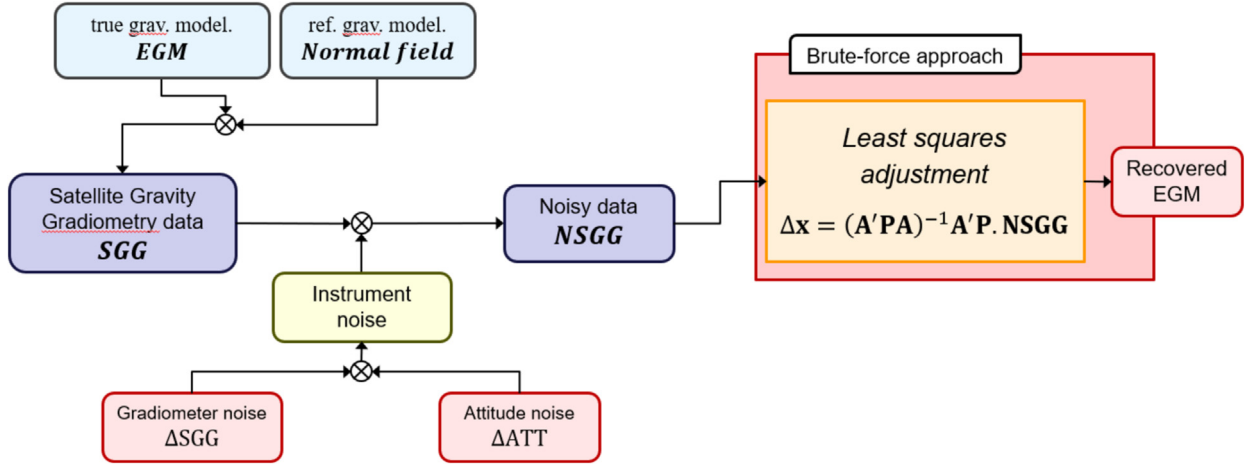 true grav. model.
EGM
ref. grav. model.
Normal field
Brute-force approach
Least squares
adjustment
Δx = (A′PA)⁻¹A′P. NSGG
Recovered
EGM
Satellite Gravity
Gradiometry data
SGG
Noisy data
NSGG
Instrument
noise
Gradiometer noise
ΔSGG
Attitude noise
ΔATT